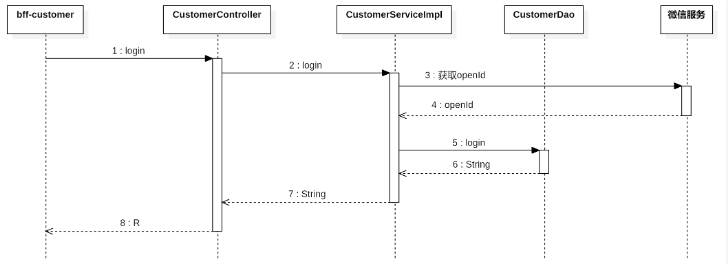 bff-customer
CustomerController
CustomerServiceImpl
CustomerDao
微信服务
1 : login
2 : login
3 : 获取openId
4 : openId
5 : login
6 : String
7 : String
8 : R